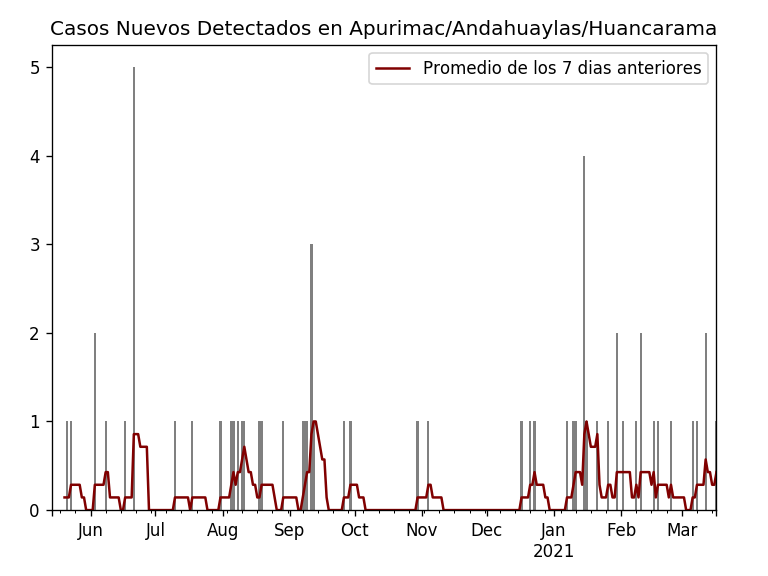 Casos Nuevos Detectados en Apurimac/Andahuaylas/Huancarama
Promedio de los 7 dias anteriores
5
4
3
2
1
0
Jun Jul Aug Sep Oct Nov Dec Jan Feb Mar
2021